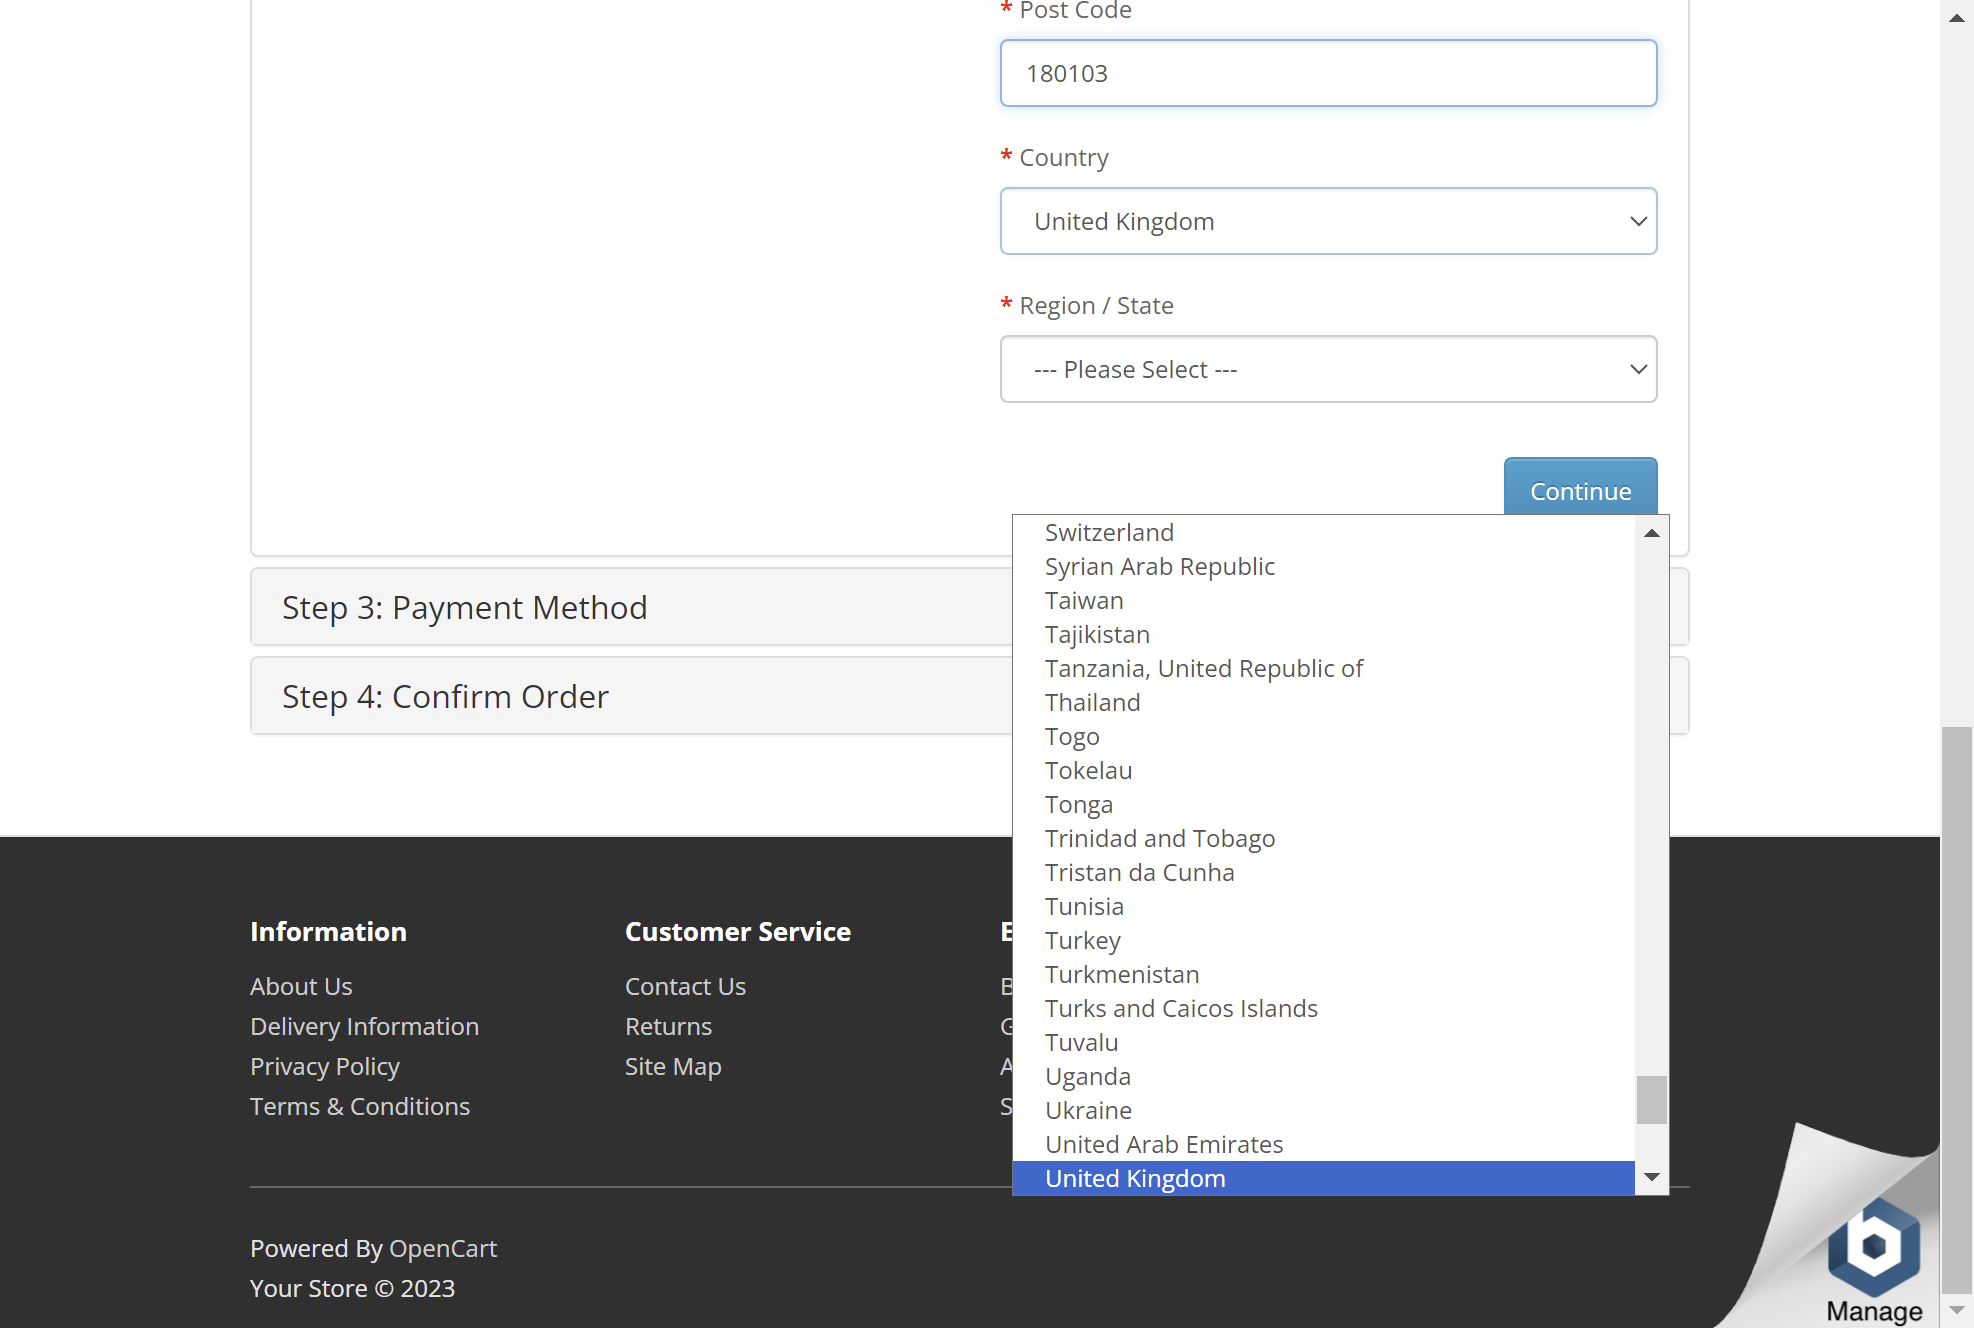 * Post Code
180103
* Country
United Kingdom
* Region / State
--- Please Select ---
Continue
Switzerland
Syrian Arab Republic
Taiwan
Tajikistan
Tanzania, United Republic of
Thailand
Togo
Tokelau
Tonga
Trinidad and Tobago
Tristan da Cunha
Tunisia
Turkey
Turkmenistan
Turks and Caicos Islands
Tuvalu
Uganda
Ukraine
United Arab Emirates
United Kingdom
Step 3: Payment Method
Step 4: Confirm Order
Information
About Us
Delivery Information
Privacy Policy
Terms & Conditions
Customer Service
Contact Us
Returns
Site Map
Powered By OpenCart
Your Store © 2023
Manage